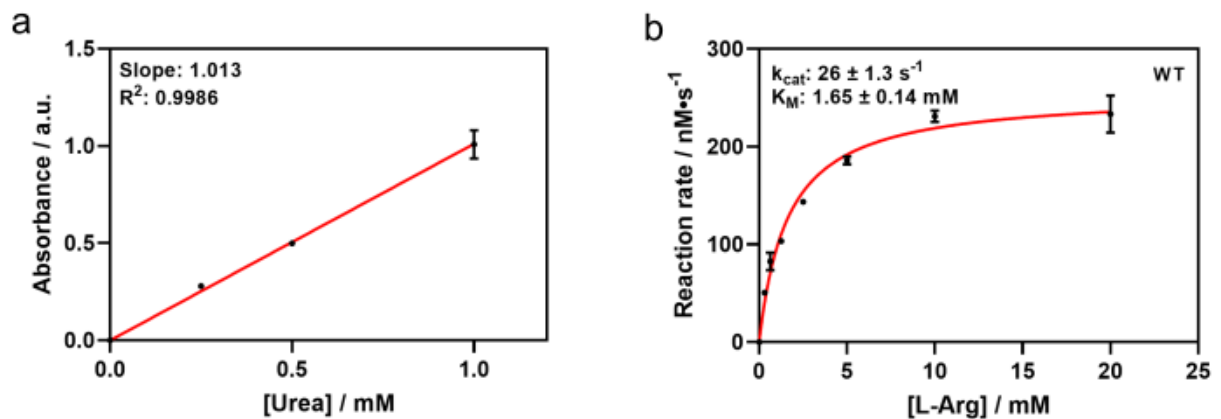 a
1.5
1.0
0.5
0.0
Absorbance / a.u.
Slope: 1.013
R²: 0.9986
0.0 0.5 1.0
[Urea] / mM
b
300
200
100
0
Reaction rate / nM•s⁻¹
k_cat: 26 ± 1.3 s⁻¹
K_M: 1.65 ± 0.14 mM
WT
0 5 10 15 20 25
[L-Arg] / mM